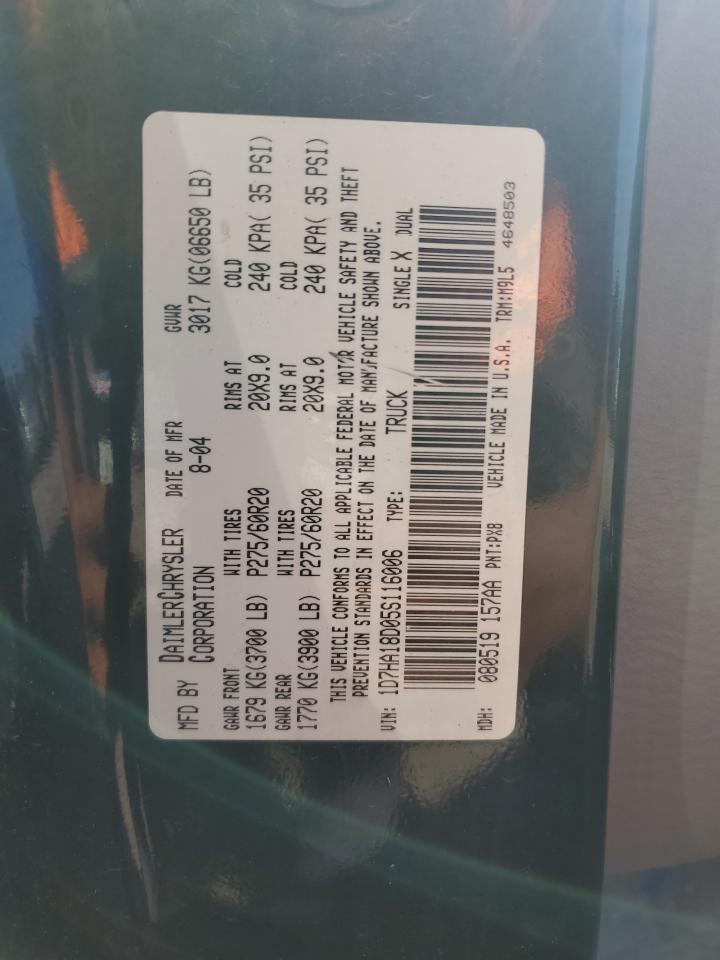 MFD BY DAIMLERCHRYSLER CORPORATION DATE OF MFR 8-04 GVWR 3017 KG(06650 LB)
GAWR FRONT WITH TIRES RIMS AT COLD
1679 KG(3700 LB) P275/60R20 20X9.0 240 KPA( 35 PSI)
GAWR REAR WITH TIRES RIMS AT COLD
1770 KG(3900 LB) P275/60R20 20X9.0 240 KPA( 35 PSI)
THIS VEHICLE CONFORMS TO ALL APPLICABLE FEDERAL MOTOR VEHICLE SAFETY AND THEFT
PREVENTION STANDARDS IN EFFECT ON THE DATE OF MANUFACTURE SHOWN ABOVE.
VIN: 1D7HA18D05S116006 TYPE: TRUCK SINGLE X DUAL
MDH: 080519 157AA PNT:PX8 VEHICLE MADE IN U.S.A. TRM:M9L5 4648503